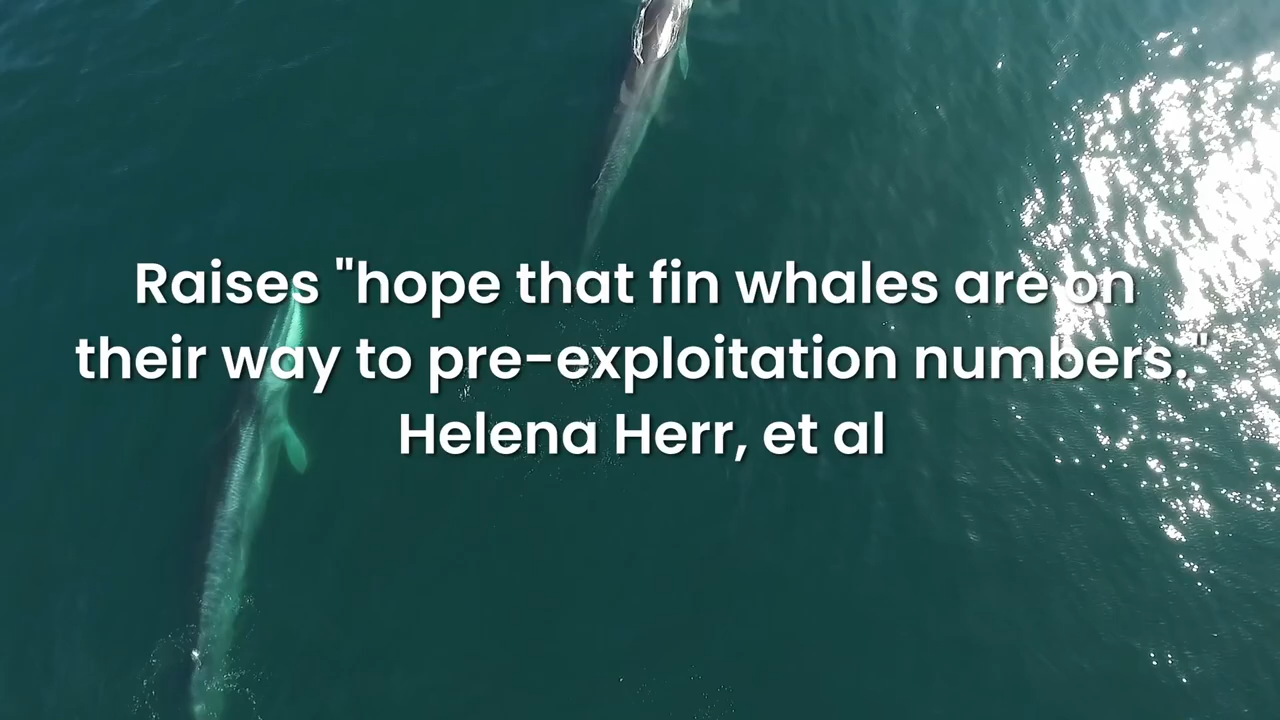 Raises "hope that fin whales are on
their way to pre-exploitation numbers."
Helena Herr, et al